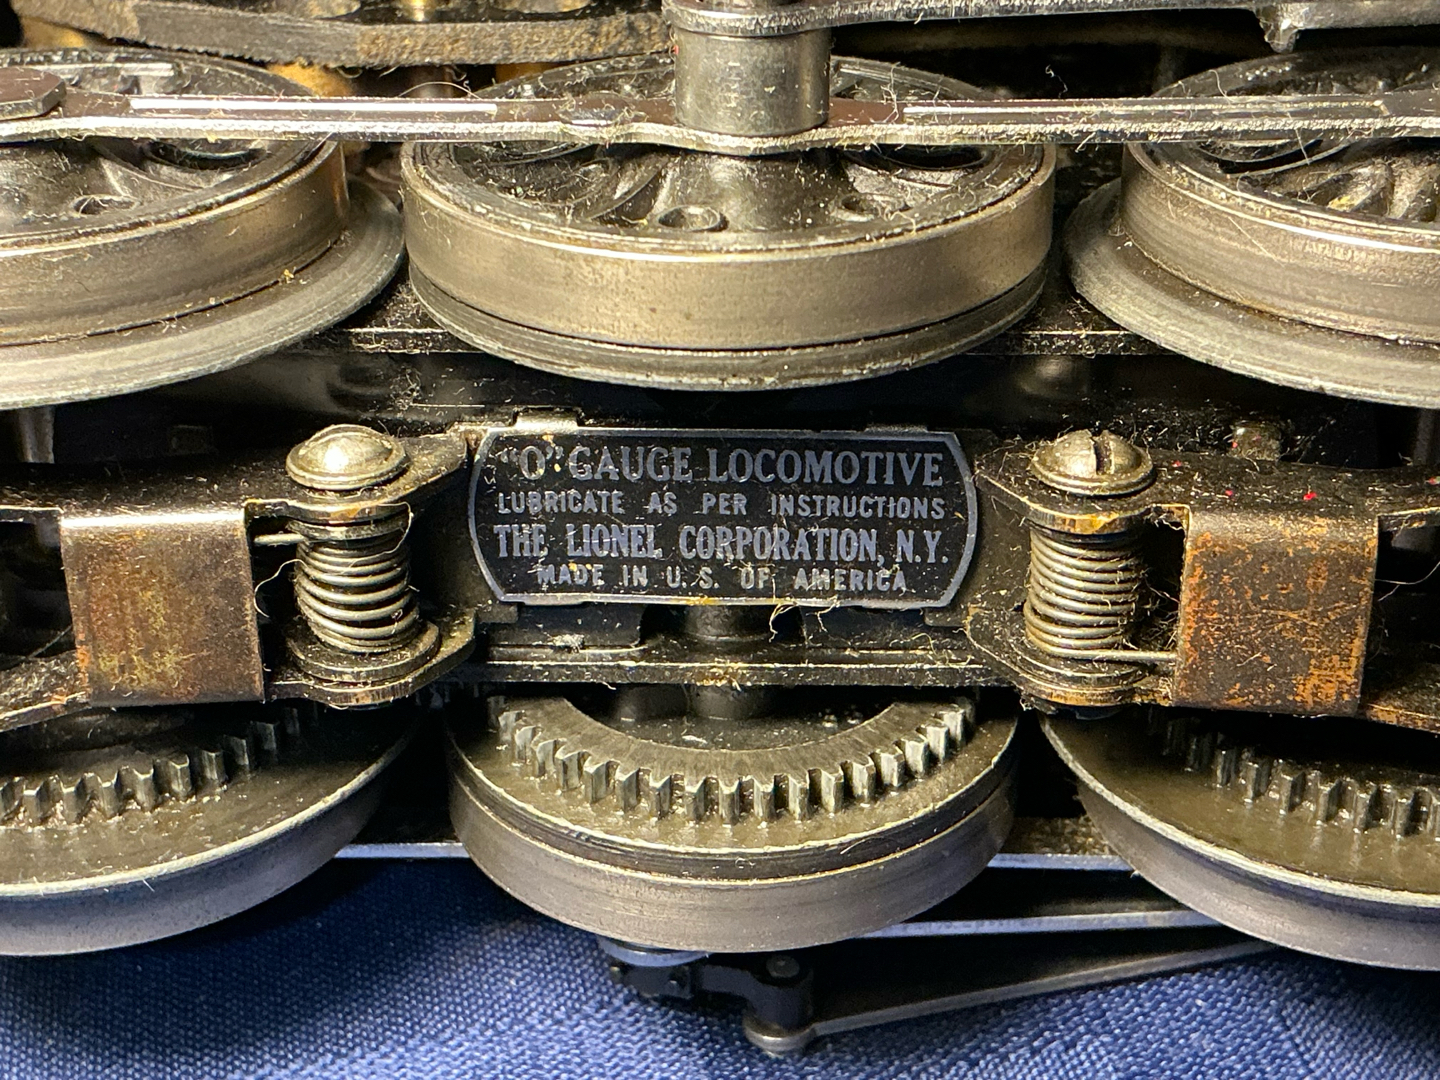 "O" GAUGE LOCOMOTIVE
LUBRICATE AS PER INSTRUCTIONS
THE LIONEL CORPORATION, N.Y.
MADE IN U. S. OF AMERICA